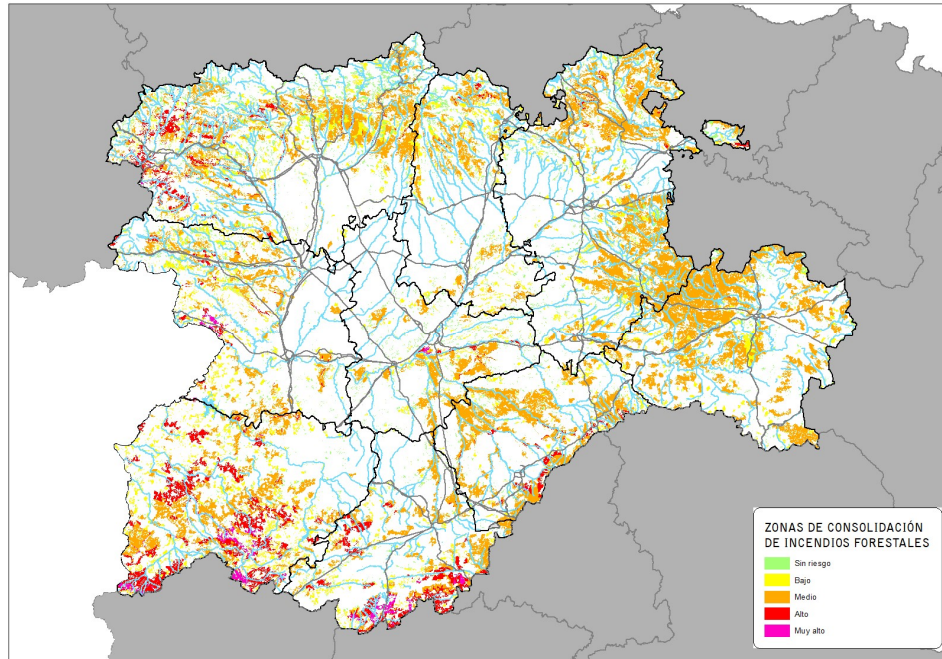 ZONAS DE CONSOLIDACIÓN
DE INCENDIOS FORESTALES
Sin riesgo
Bajo
Medio
Alto
Muy alto